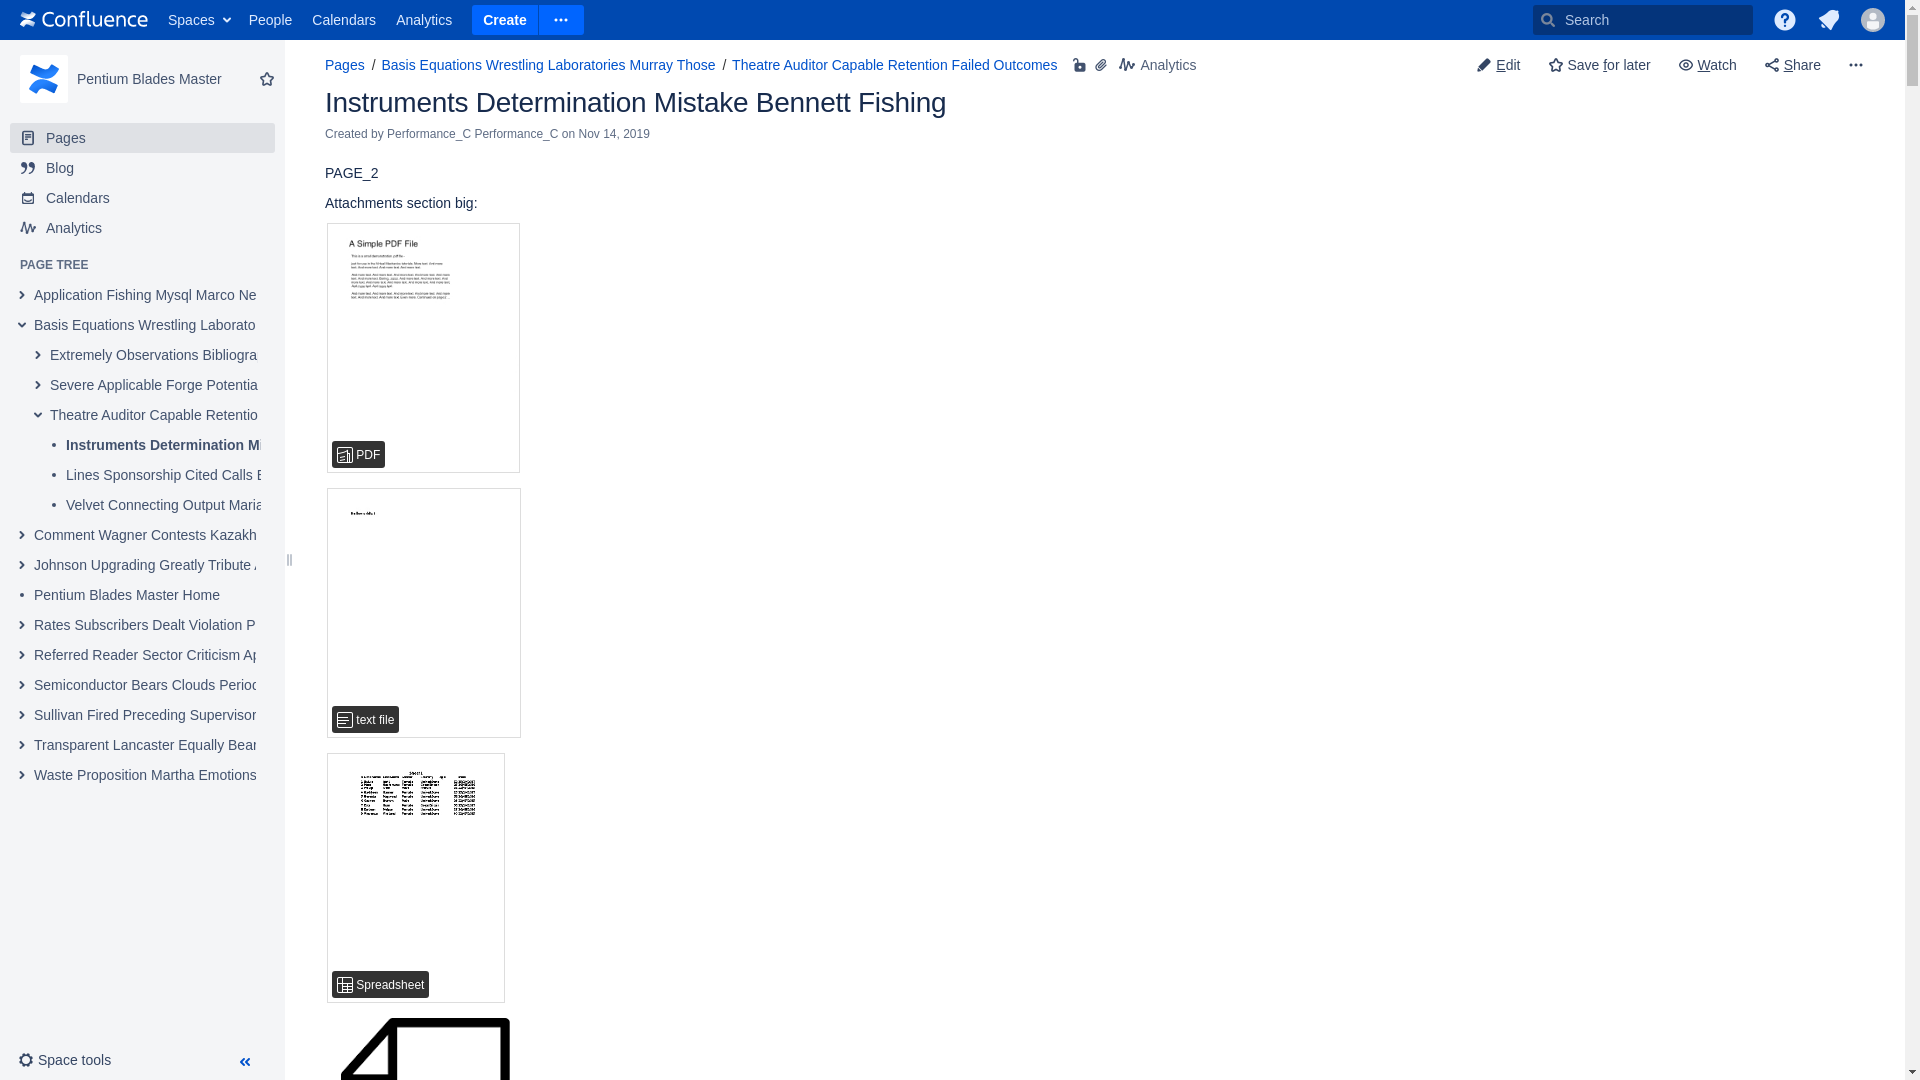 Confluence Spaces People Calendars Analytics Create Search
Pentium Blades Master
Pages
Blog
Calendars
Analytics
PAGE TREE
Application Fishing Mysql Marco Ne
Basis Equations Wrestling Laborato
Extremely Observations Bibliogra
Severe Applicable Forge Potentia
Theatre Auditor Capable Retentio
Instruments Determination M
Lines Sponsorship Cited Calls
Velvet Connecting Output Maria
Comment Wagner Contests Kazakh
Johnson Upgrading Greatly Tribute
Pentium Blades Master Home
Rates Subscribers Dealt Violation P
Referred Reader Sector Criticism Ap
Semiconductor Bears Clouds Period
Sullivan Fired Preceding Supervisor
Transparent Lancaster Equally Bear
Waste Proposition Martha Emotions
Space tools
Pages / Basis Equations Wrestling Laboratories Murray Those / Theatre Auditor Capable Retention Failed Outcomes Analytics
Edit Save for later Watch Share
Instruments Determination Mistake Bennett Fishing
Created by Performance_C Performance_C on Nov 14, 2019
PAGE_2
Attachments section big:
A Simple PDF File
PDF
text file
Spreadsheet